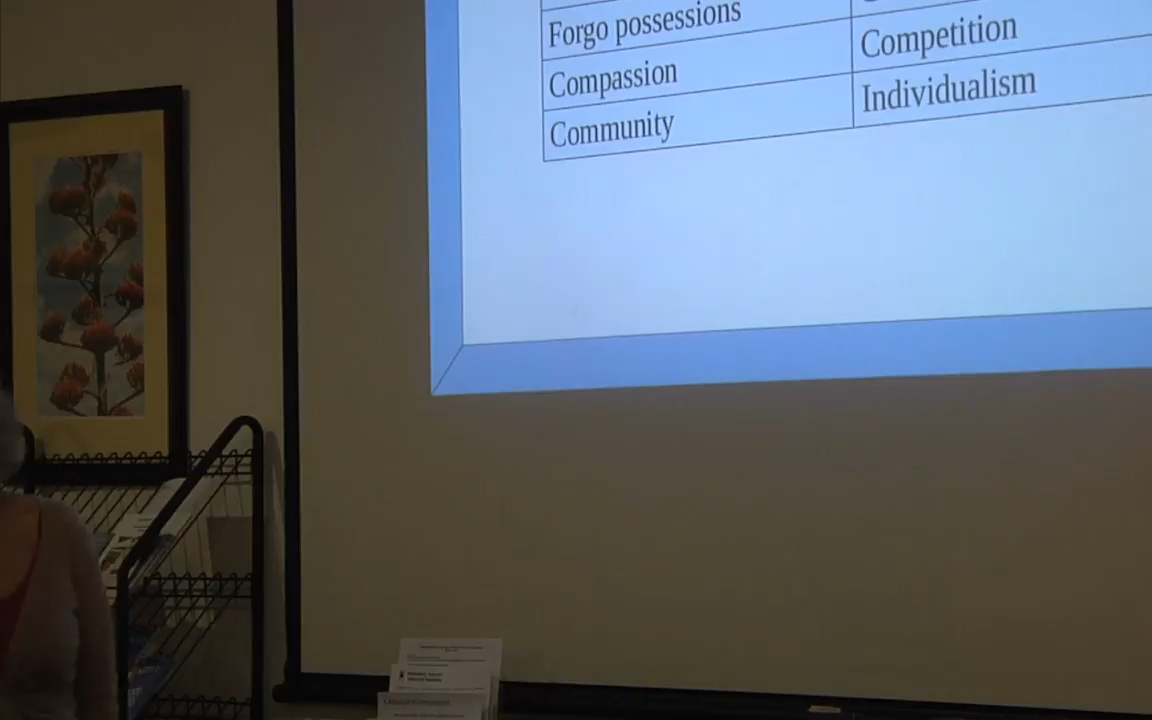 Forgo possessions
Competition
Compassion
Individualism
Community